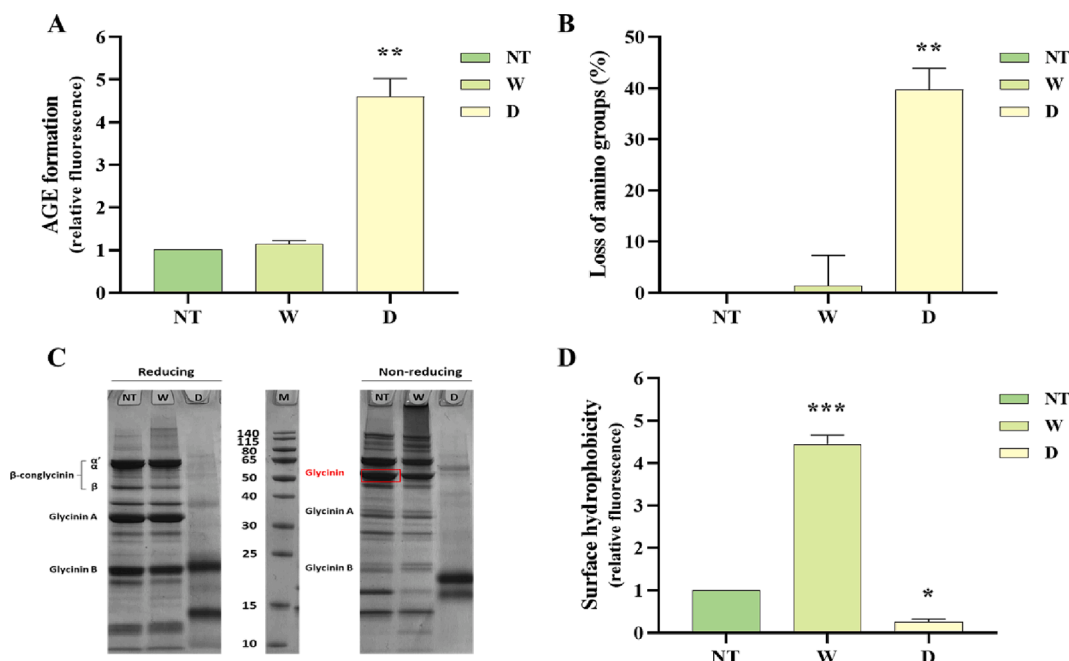 A
AGE formation
(relative fluorescence)
6
5
4
3
2
1
0
NT
W
D
**
NT
W
D
B
Loss of amino groups (%)
50
40
30
20
10
0
NT
W
D
**
NT
W
D
C
Reducing
NT W D
M
Non-reducing
NT W D
β-conglycinin
α'
α
β
Glycinin A
Glycinin B
140
115
80
65
50
40
30
25
15
10
Glycinin
Glycinin A
Glycinin B
D
Surface hydrophobicity
(relative fluorescence)
6
5
4
3
2
1
0
NT
W
D
***
*
NT
W
D